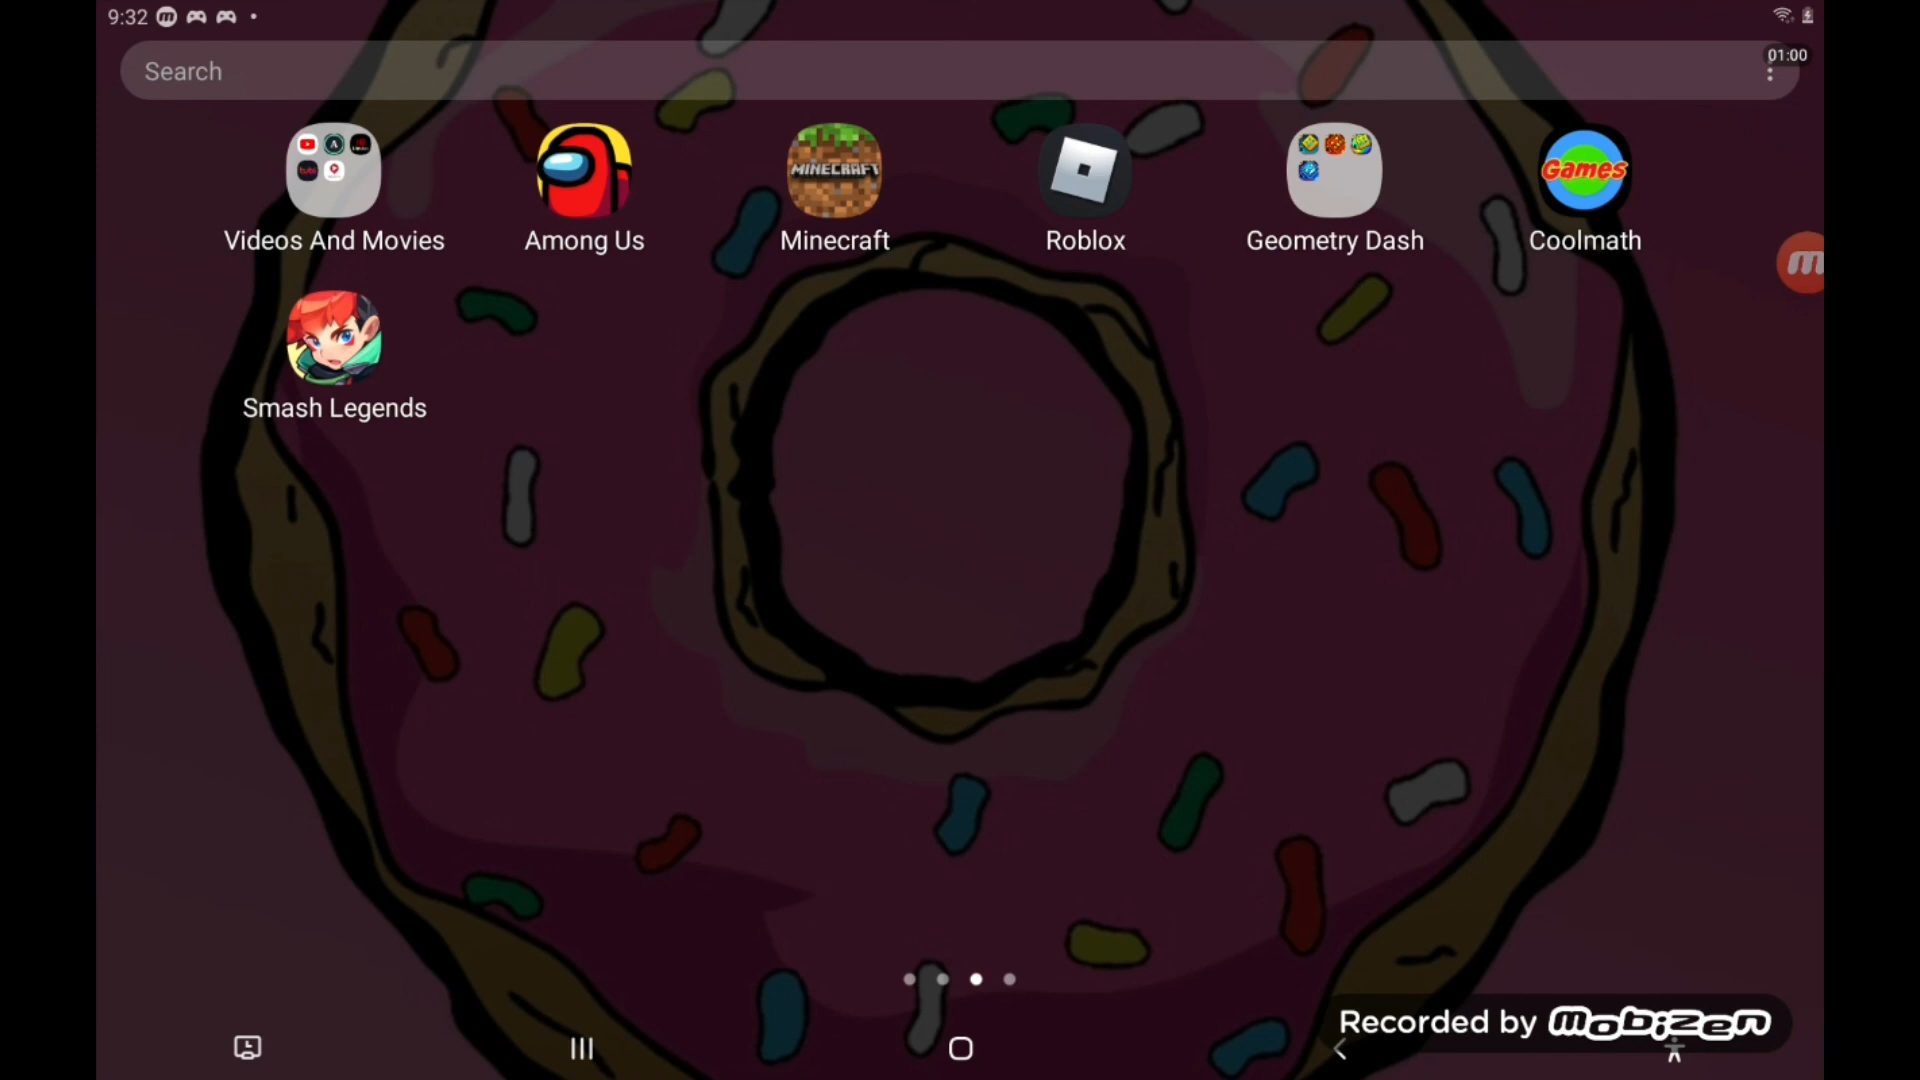 9:32
Search
01:00
Videos And Movies
Among Us
MINECRAFT
Minecraft
Roblox
Geometry Dash
Games
Coolmath
Smash Legends
Recorded by mobizen